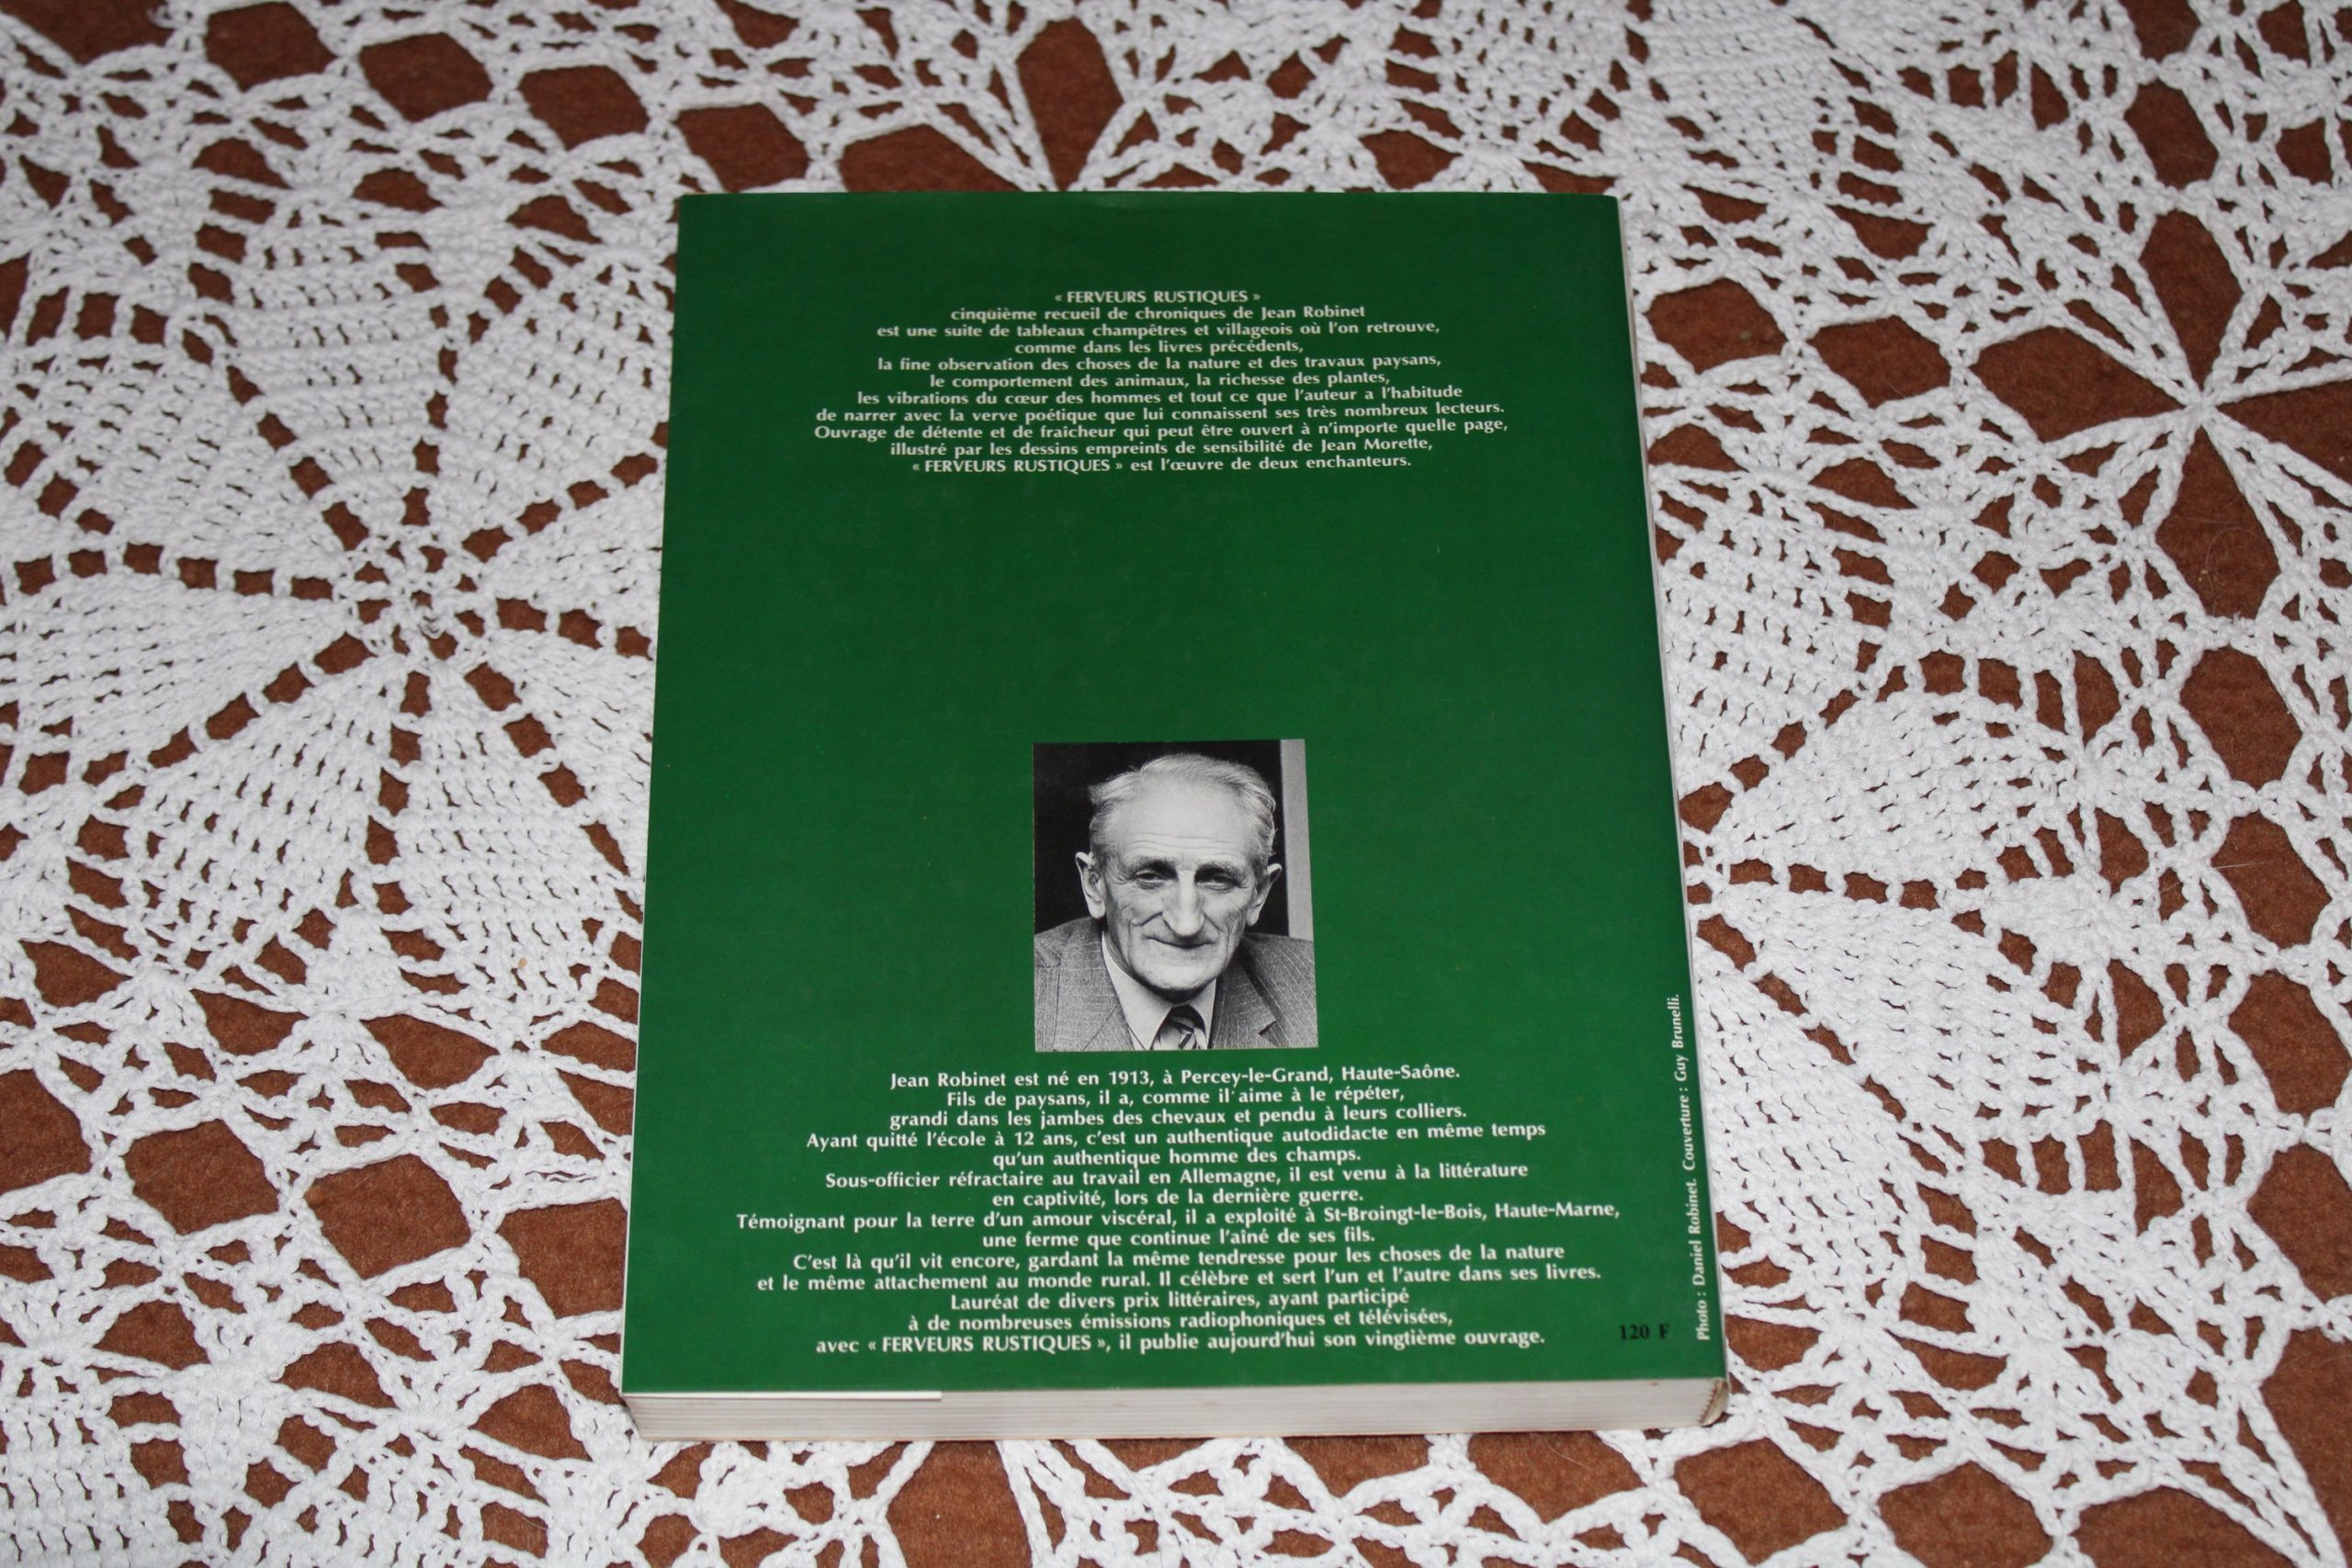 « FERVEURS RUSTIQUES »
cinquième recueil de chroniques de Jean Robinet
est une suite de tableaux champêtres et villageois où l'on retrouve,
comme dans les livres précédents,
la fine observation des choses de la nature et des travaux paysans,
le comportement des animaux, la richesse des plantes,
les vibrations du cœur des hommes et tout ce que l'auteur a l'habitude
de narrer avec la verve poétique que lui connaissent ses très nombreux lecteurs.
Ouvrage de détente et de fraîcheur qui peut être ouvert à n'importe quelle page,
illustré par les dessins empreints de sensibilité de Jean Morette,
« FERVEURS RUSTIQUES » est l'œuvre de deux enchanteurs.
Jean Robinet est né en 1913, à Percey-le-Grand, Haute-Saône.
Fils de paysans, il a, comme il aime à le répéter,
grandi dans les jambes des chevaux et pendu à leurs colliers.
Ayant quitté l'école à 12 ans, c'est un authentique autodidacte en même temps
qu'un authentique homme des champs.
Sous-officier réfractaire au travail en Allemagne, il est venu à la littérature
en captivité, lors de la dernière guerre.
Témoignant pour la terre d'un amour viscéral, il a exploité à St-Broingt-le-Bois, Haute-Marne,
une ferme que continue l'aîné de ses fils.
C'est là qu'il vit encore, gardant la même tendresse pour les choses de la nature
et le même attachement au monde rural. Il célèbre et sert l'un et l'autre dans ses livres.
Lauréat de divers prix littéraires, ayant participé
à de nombreuses émissions radiophoniques et télévisées,
avec « FERVEURS RUSTIQUES », il publie aujourd'hui son vingtième ouvrage.
120 F
Photo : Daniel Robinet. Couverture : Guy Brunelli.